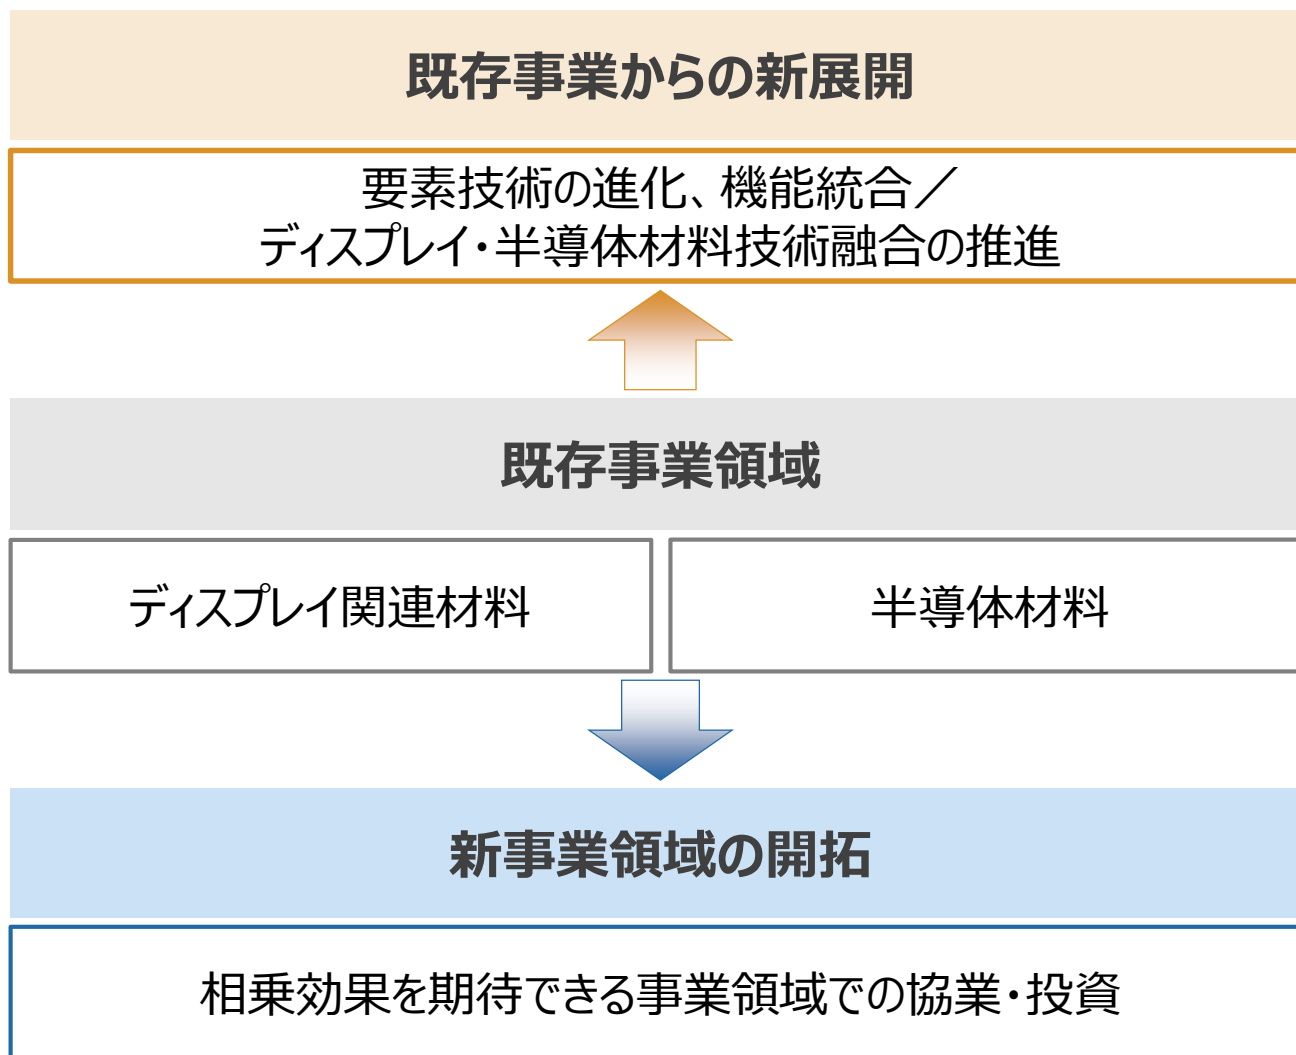 既存事業からの新展開
要素技術の進化、機能統合／
ディスプレイ・半導体材料技術融合の推進
既存事業領域
ディスプレイ関連材料
半導体材料
新事業領域の開拓
相乗効果を期待できる事業領域での協業・投資